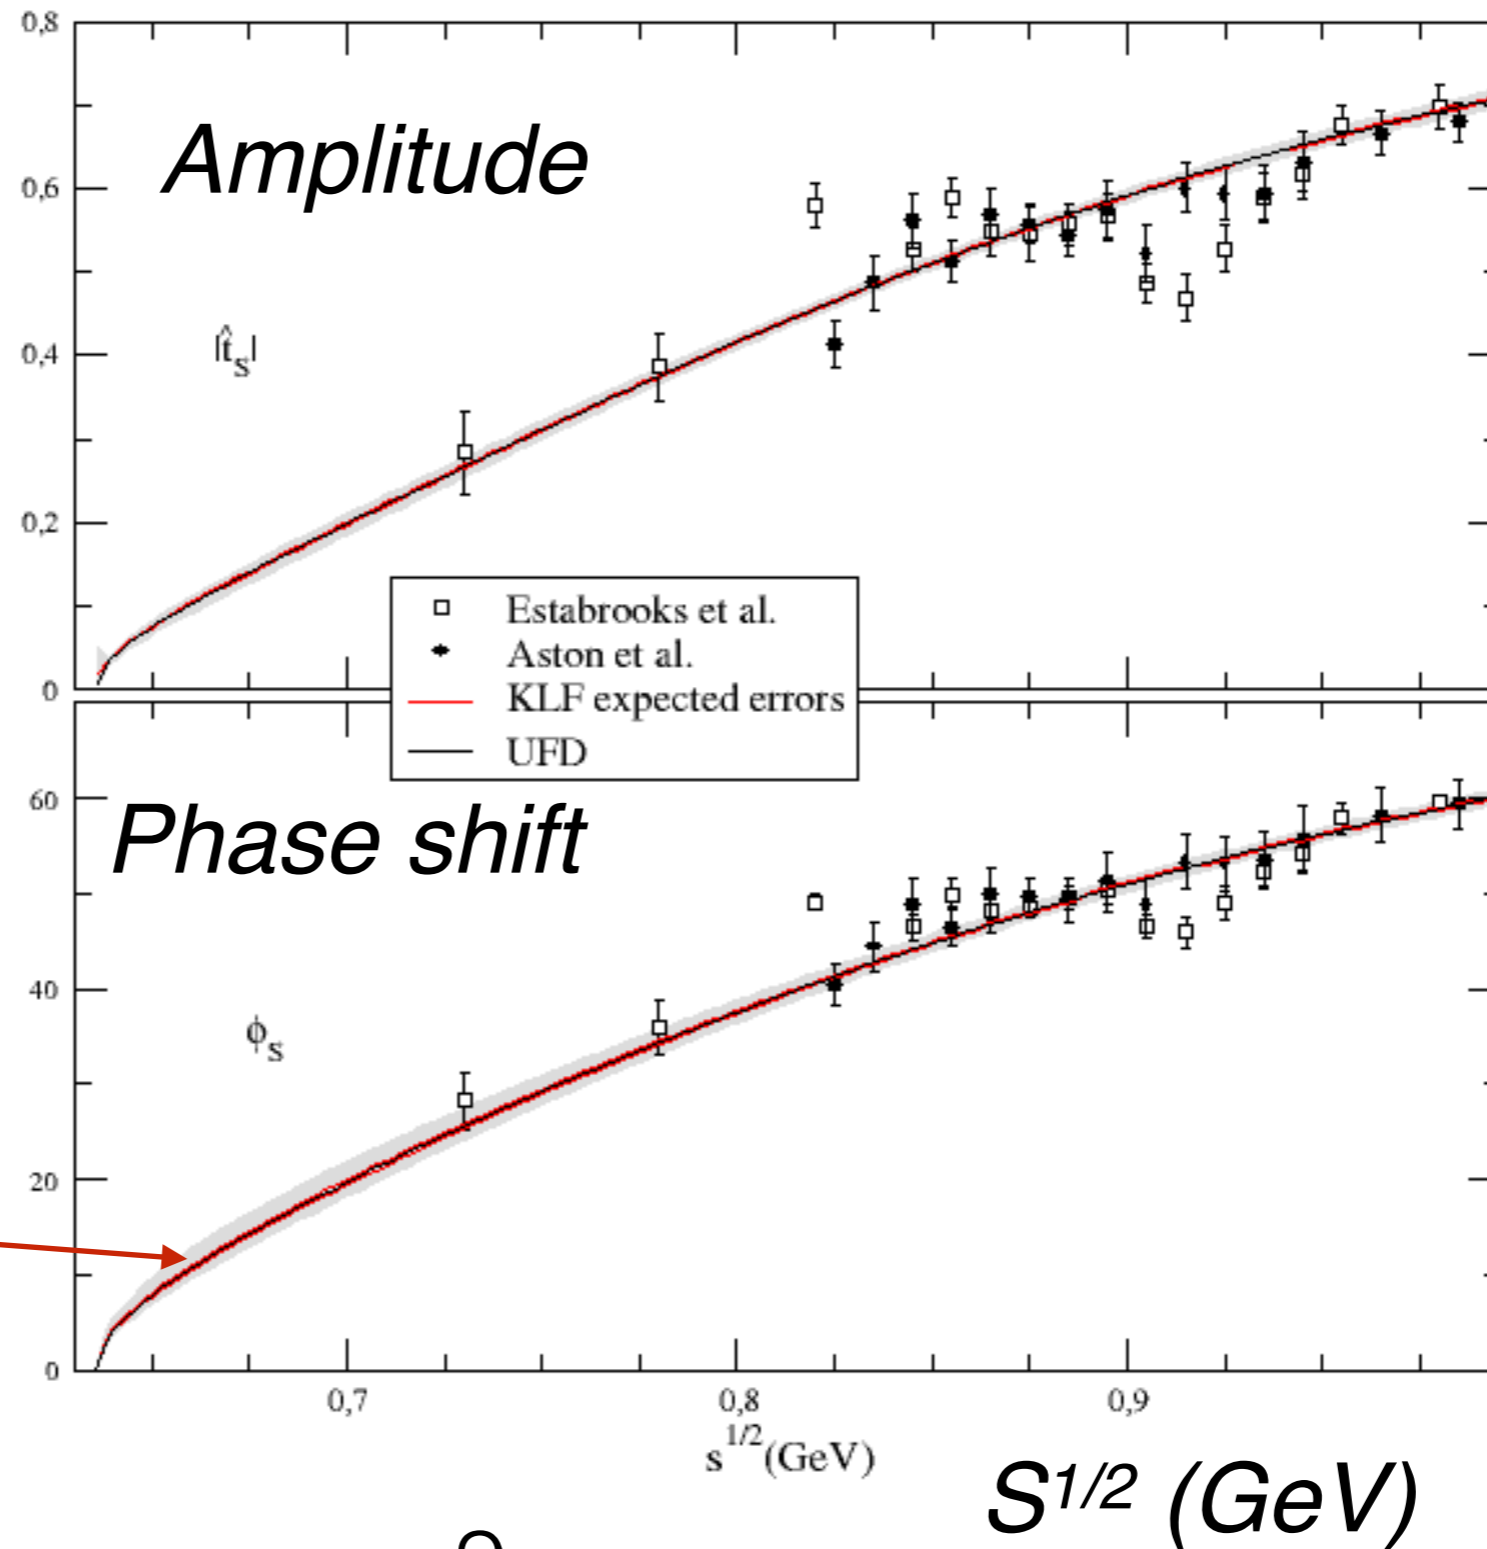 0,8
Amplitude
0,6
|t̂s|
0,4
0,2
0
Estabrooks et al.
Aston et al.
KLF expected errors
UFD
60
Phase shift
40
ϕs
20
0
0,7 0,8 0,9
s1/2(GeV)
S1/2 (GeV)